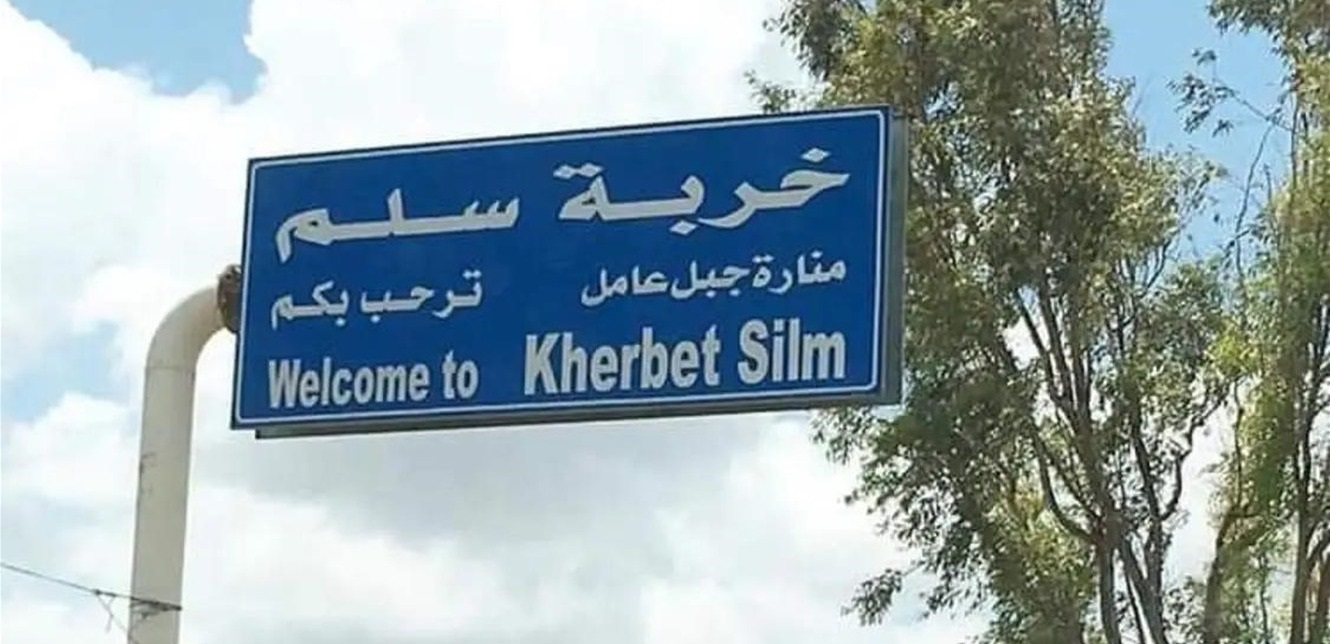 خربة سلم
منارة جبل عامل ترحب بكم
Welcome to Kherbet Silm